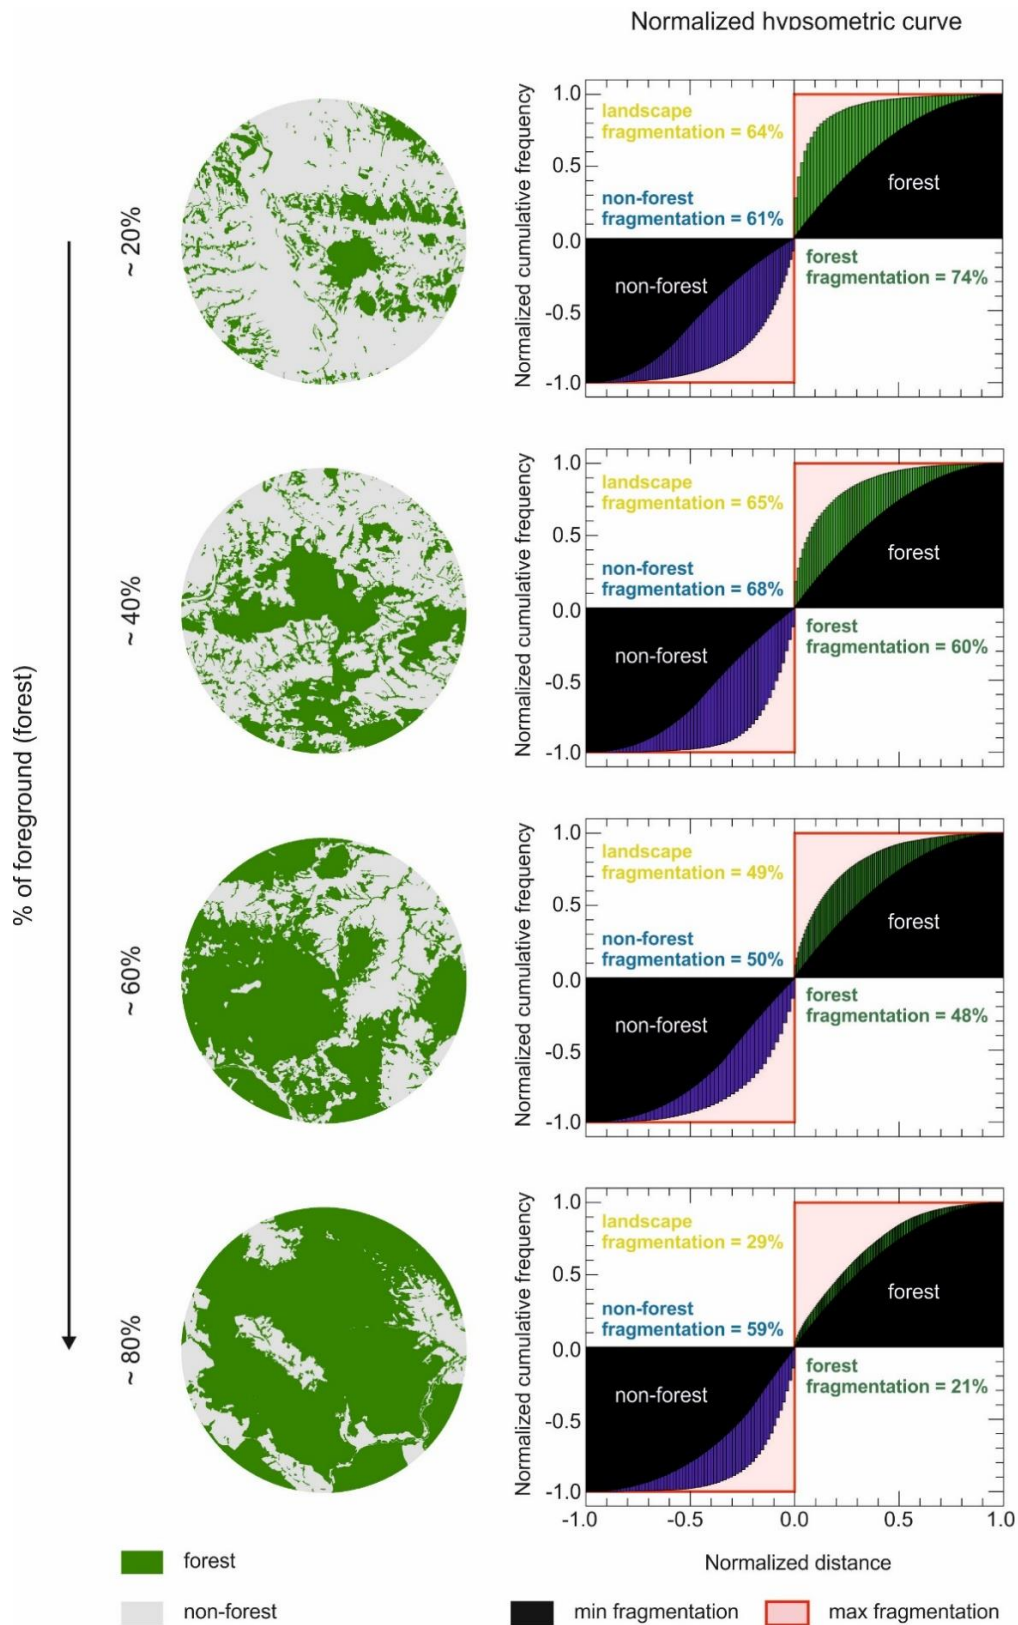 Normalized hypsometric curve
% of foreground (forest)
~ 20%
Normalized cumulative frequency
1.0
0.5
0.0
-0.5
-1.0
landscape
fragmentation = 64%
non-forest
fragmentation = 61%
forest
non-forest
forest
fragmentation = 74%
~ 40%
Normalized cumulative frequency
1.0
0.5
0.0
-0.5
-1.0
landscape
fragmentation = 65%
non-forest
fragmentation = 68%
forest
non-forest
forest
fragmentation = 60%
~ 60%
Normalized cumulative frequency
1.0
0.5
0.0
-0.5
-1.0
landscape
fragmentation = 49%
non-forest
fragmentation = 50%
forest
non-forest
forest
fragmentation = 48%
~ 80%
Normalized cumulative frequency
1.0
0.5
0.0
-0.5
-1.0
landscape
fragmentation = 29%
non-forest
fragmentation = 59%
forest
non-forest
forest
fragmentation = 21%
-1.0 -0.5 0.0 0.5 1.0
Normalized distance
forest
non-forest
min fragmentation
max fragmentation